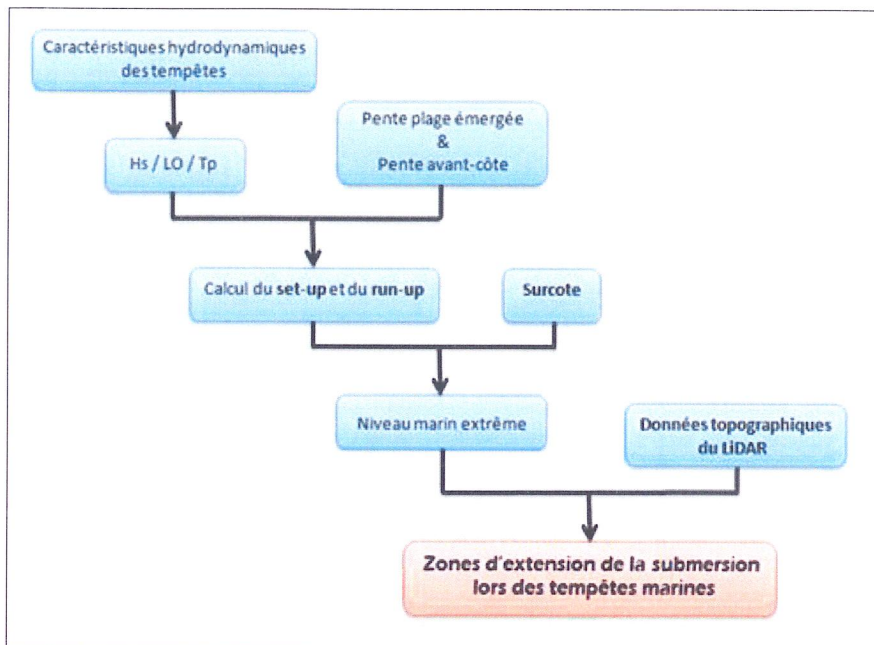 Caractéristiques hydrodynamiques
des tempêtes
Pente plage émergée
&
Pente avant-côte
Hs / LO / Tp
Calcul du set-up et du run-up
Surcote
Niveau marin extrême
Données topographiques
du LiDAR
Zones d'extension de la submersion
lors des tempêtes marines